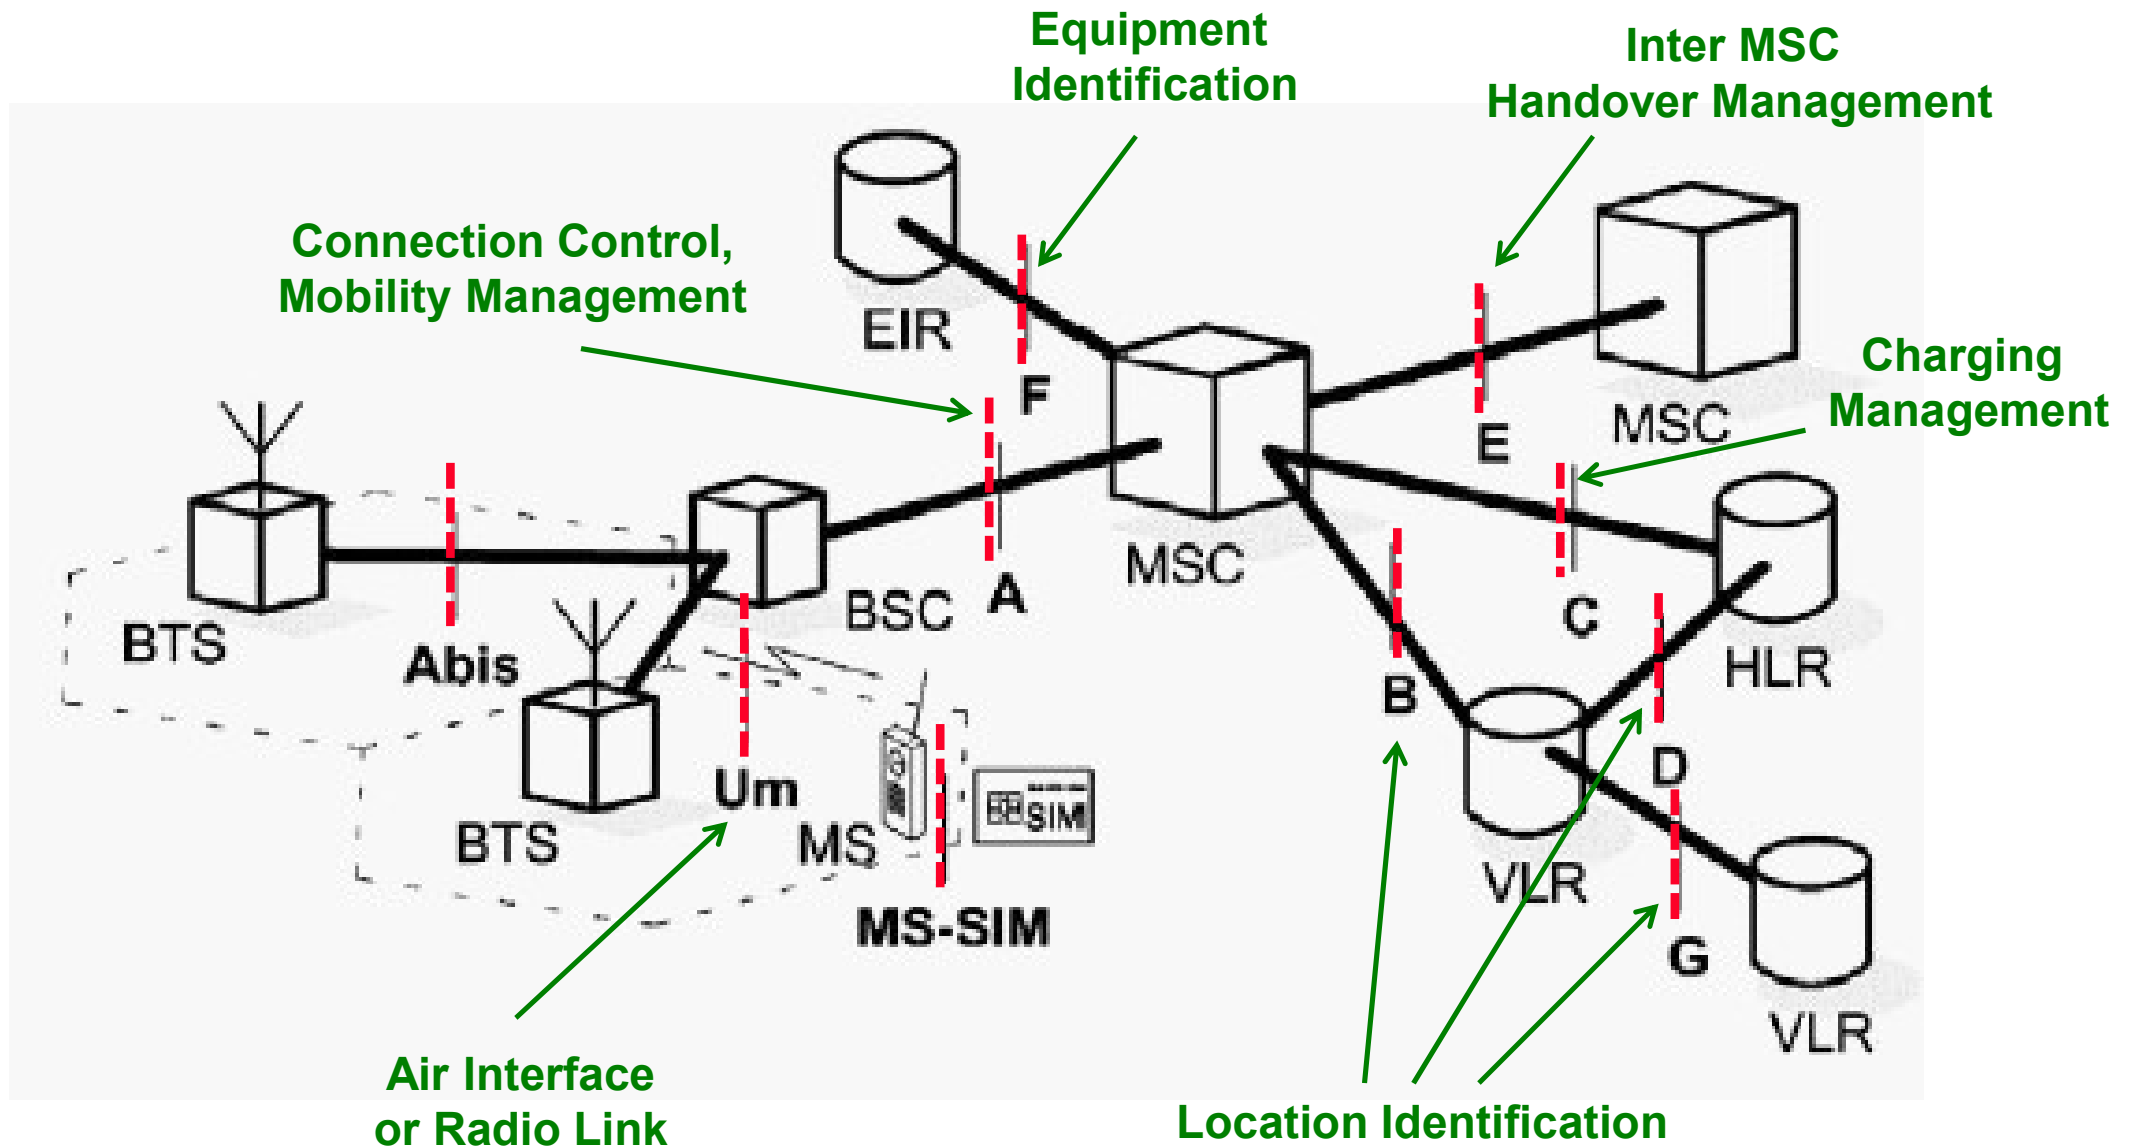 Equipment
Identification
Inter MSC
Handover Management
Connection Control,
Mobility Management
EIR
F
E
MSC
Charging
Management
BTS
Abis
BSC
A
MSC
C
HLR
B
D
BTS
Um
MS
SIM
MS-SIM
VLR
G
VLR
Air Interface
or Radio Link
Location Identification